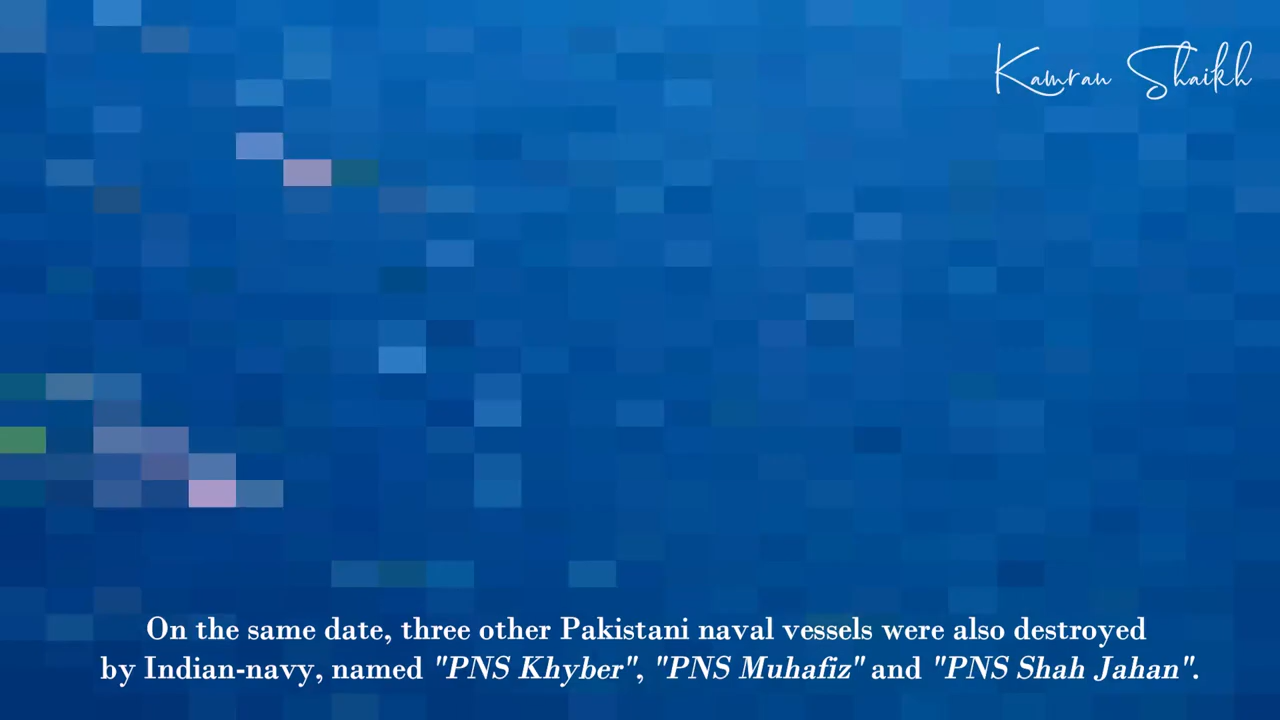 Kamran Shaikh
On the same date, three other Pakistani naval vessels were also destroyed
by Indian-navy, named "PNS Khyber", "PNS Muhafiz" and "PNS Shah Jahan".